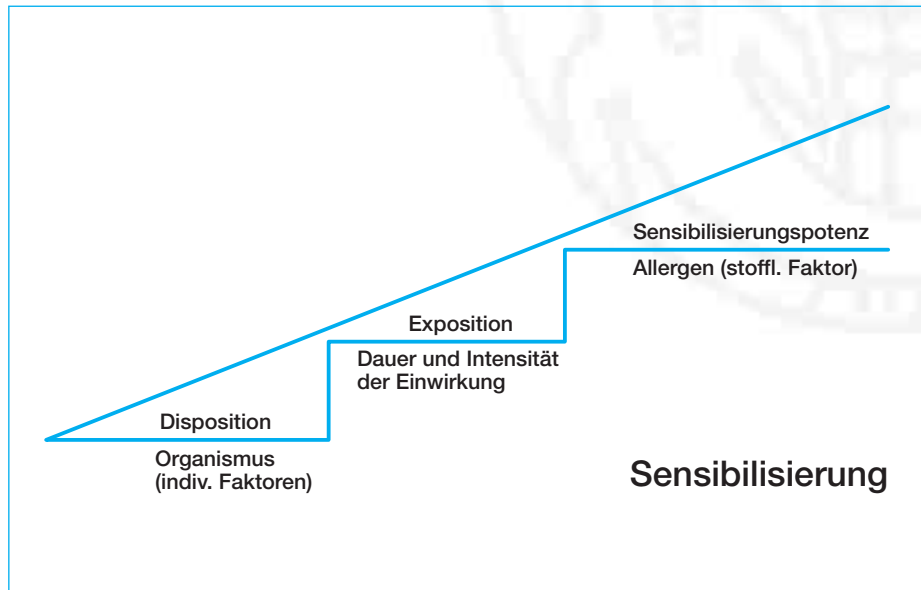 Sensibilisierungspotenz
Allergen (stoffl. Faktor)
Exposition
Dauer und Intensität
der Einwirkung
Disposition
Organismus
(indiv. Faktoren)
Sensibilisierung